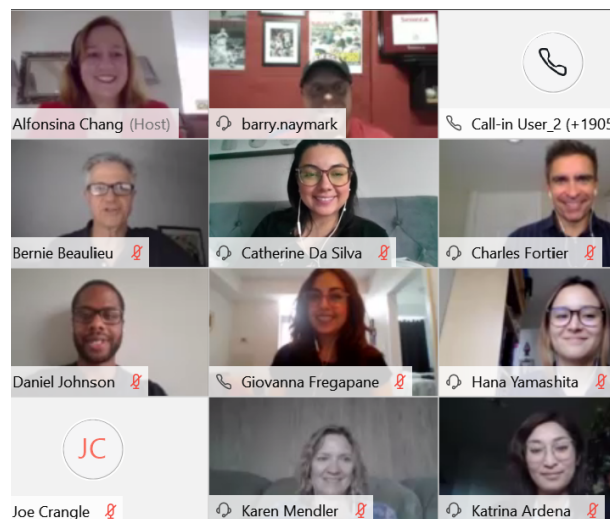 Alfonsina Chang (Host)
barry.naymark
Call-in User_2 (+1905
Bernie Beaulieu
Catherine Da Silva
Charles Fortier
Daniel Johnson
Giovanna Fregapane
Hana Yamashita
JC
Joe Crangle
Karen Mendler
Katrina Ardena